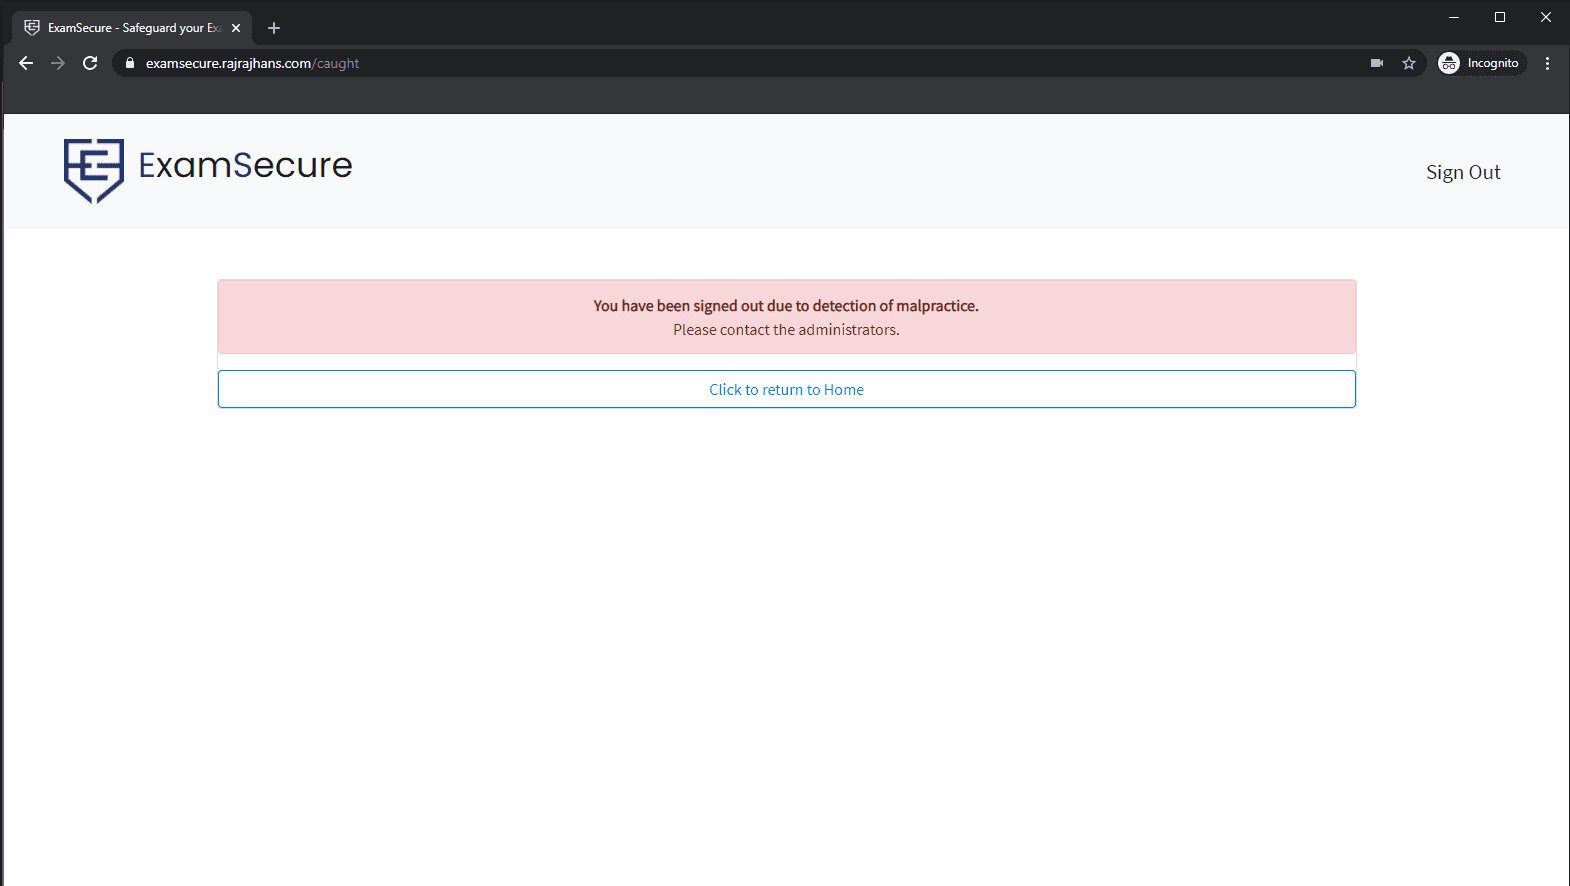 ExamSecure - Safeguard your Exa
examsecure.rajrajhans.com/caught
Incognito
ExamSecure
Sign Out
You have been signed out due to detection of malpractice.
Please contact the administrators.
Click to return to Home